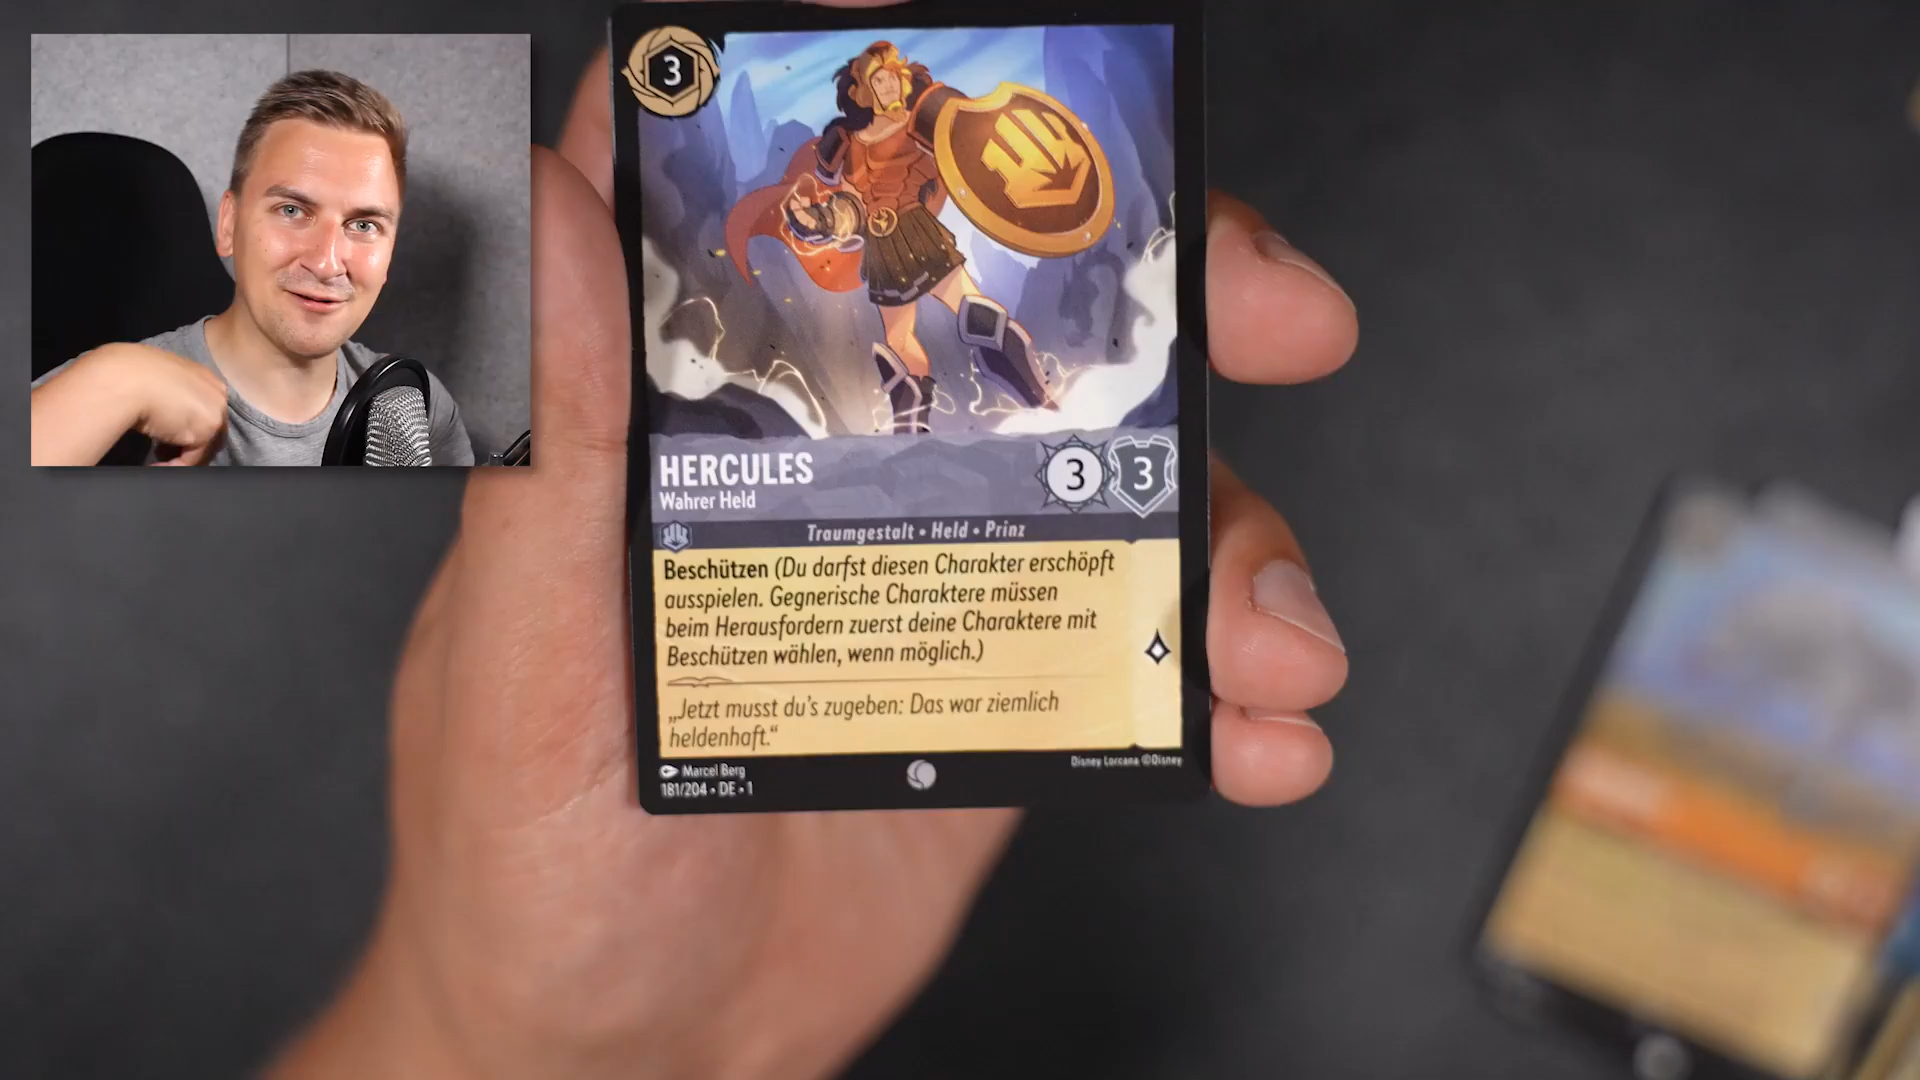 3
HERCULES
Wahrer Held
3 3
Traumgestalt • Held • Prinz
Beschützen (Du darfst diesen Charakter erschöpft
ausspielen. Gegnerische Charaktere müssen
beim Herausfordern zuerst deine Charaktere mit
Beschützen wählen, wenn möglich.)
„Jetzt musst du's zugeben: Das war ziemlich
heldenhaft.“
Marcel Berg
Disney Lorcana ©Disney
181/204 • DE • 1